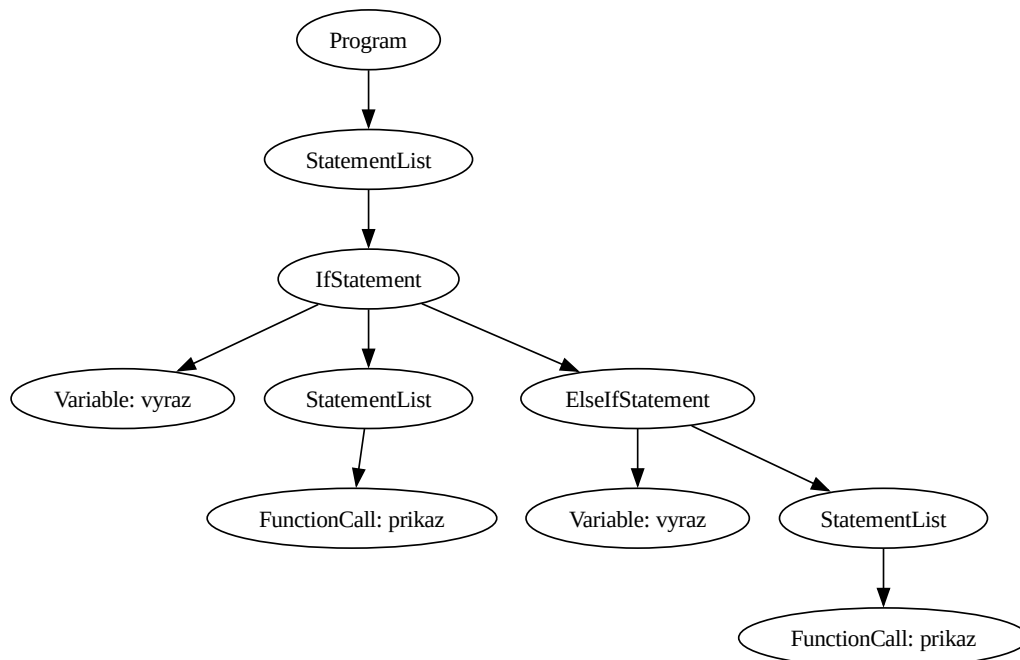 Program
StatementList
IfStatement
Variable: vyraz
StatementList
ElseIfStatement
FunctionCall: prikaz
Variable: vyraz
StatementList
FunctionCall: prikaz